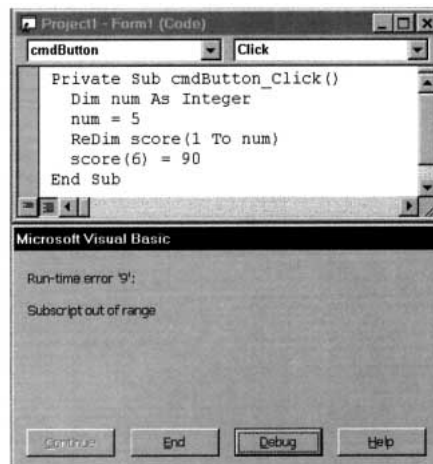 Project1 - Form1 (Code)
cmdButton Click
Private Sub cmdButton_Click()
Dim num As Integer
num = 5
ReDim score(1 To num)
score(6) = 90
End Sub
Microsoft Visual Basic
Run-time error '9':
Subscript out of range
Continue End Debug Help